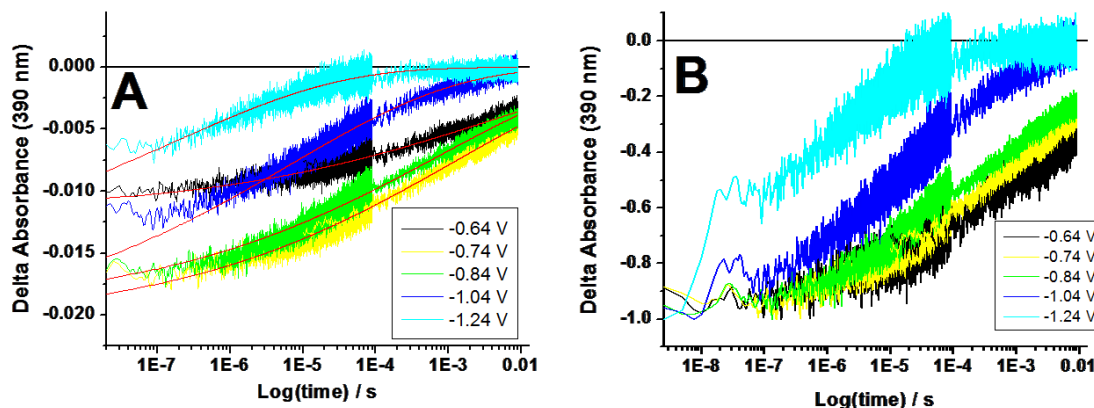 A
Delta Absorbance (390 nm)
0.000
-0.005
-0.010
-0.015
-0.020
-0.64 V
-0.74 V
-0.84 V
-1.04 V
-1.24 V
1E-7 1E-6 1E-5 1E-4 1E-3 0.01
Log(time) / s
B
Delta Absorbance (390 nm)
0.0
-0.2
-0.4
-0.6
-0.8
-1.0
-0.64 V
-0.74 V
-0.84 V
-1.04 V
-1.24 V
1E-8 1E-7 1E-6 1E-5 1E-4 1E-3 0.01
Log(time) / s